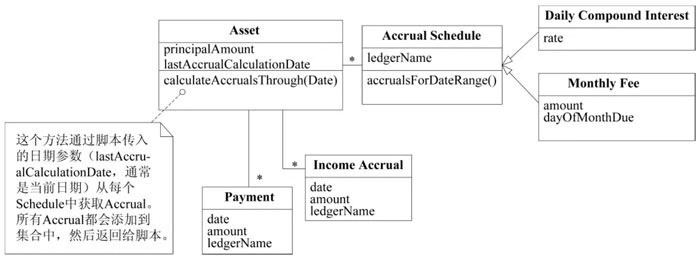 Asset
principalAmount
lastAccrualCalculationDate
calculateAccrualsThrough(Date)
*
Accrual Schedule
ledgerName
accrualsForDateRange()
Daily Compound Interest
rate
Monthly Fee
amount
dayOfMonthDue
这个方法通过脚本传入
的日期参数（lastAccru-
alCalculationDate，通常
是当前日期）从每个
Schedule中获取Accrual。
所有Accrual都会添加到
集合中，然后返回给脚本。
*
Payment
date
amount
ledgerName
*
Income Accrual
date
amount
ledgerName